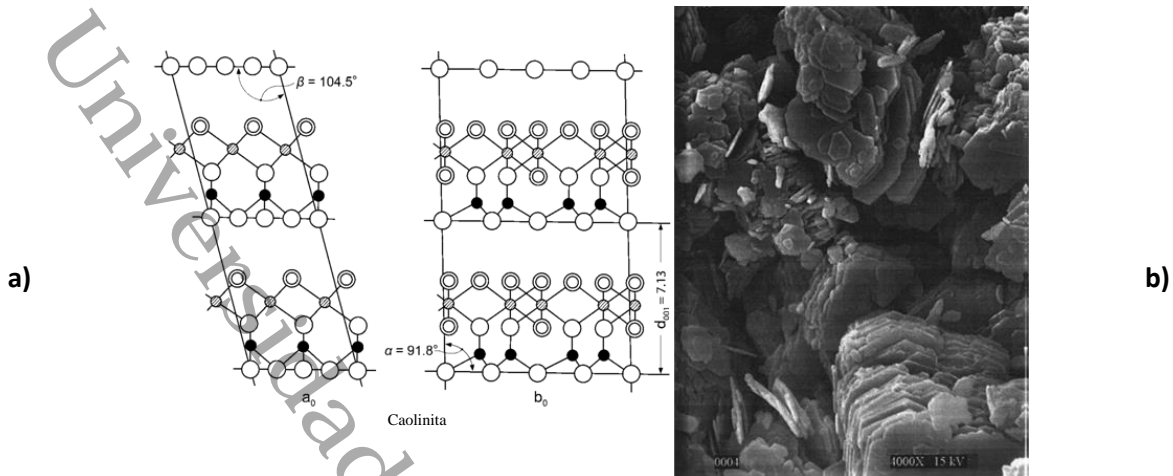 Universidad
a)
β = 104.5°
α = 91.8°
a₀
b₀
d₀₀₁ = 7.13
Caolinita
0004
4000X 15 kV
b)